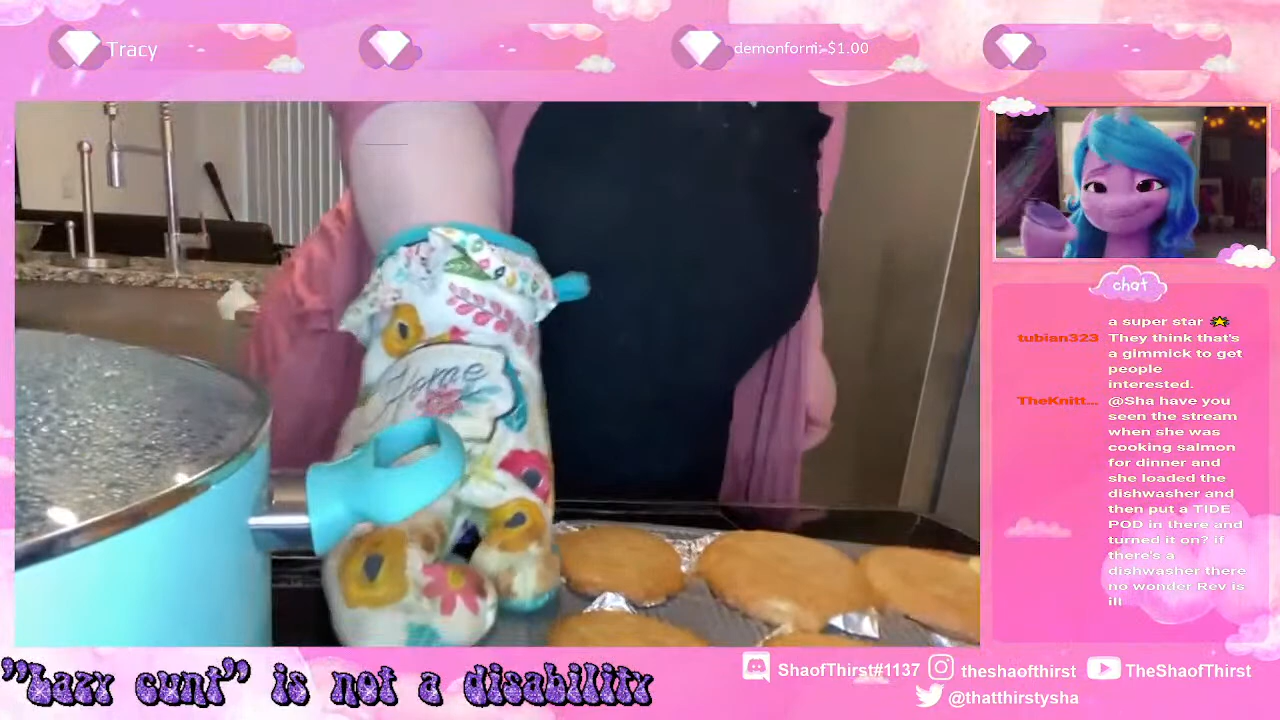 Tracy
demonform: $1.00
Home
chat
a super star
tubian323 They think that's
a gimmick to get
people
interested.
TheKnitt... @Sha have you
seen the stream
when she was
cooking salmon
for dinner and
she loaded the
dishwasher and
then put a TIDE
POD in there and
turned it on? if
there's a
dishwasher there
no wonder Rev is
ill
"Lazy cunt" is not a disability
ShaofThirst#1137 theshaofthirst TheShaofThirst
@thatthirstysha